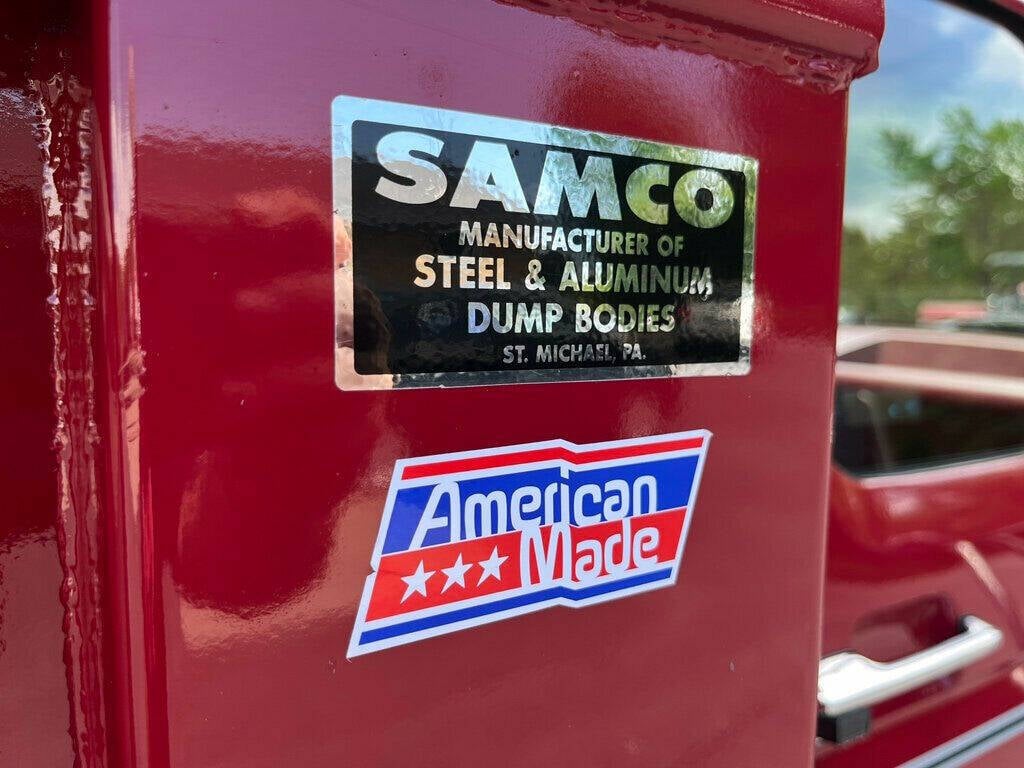 SAMCO
MANUFACTURER OF
STEEL & ALUMINUM
DUMP BODIES
ST. MICHAEL, PA.
American
Made